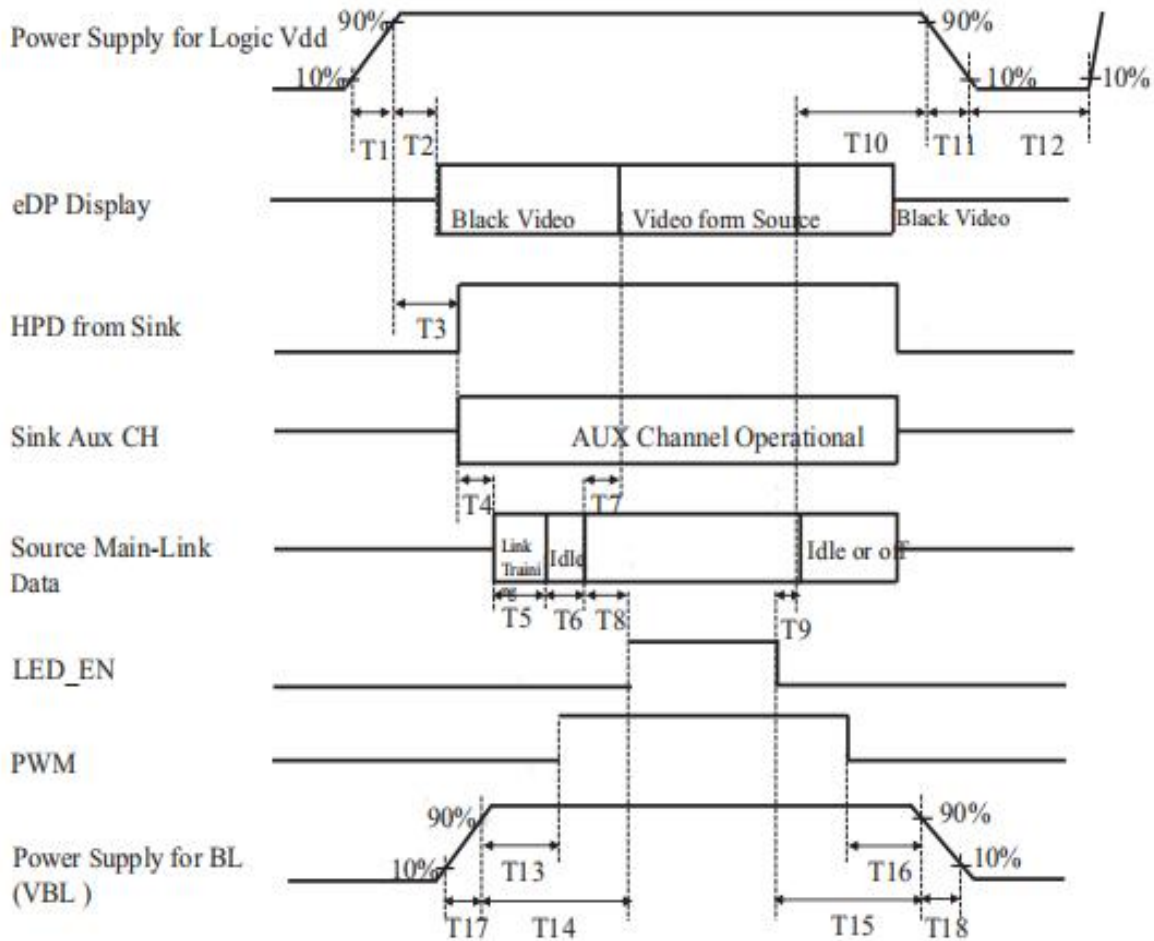 90%
90%
Power Supply for Logic Vdd
10%
10%
10%
T1
T2
T10
T11
T12
eDP Display
Black Video
Video form Source
Black Video
HPD from Sink
T3
Sink Aux CH
AUX Channel Operational
T4
T7
Source Main-Link
Data
Link
Traini
ng
Idle
Idle or off
T5
T6
T8
T9
LED_EN
PWM
90%
90%
Power Supply for BL
(VBL )
10%
10%
T13
T16
T17
T14
T15
T18